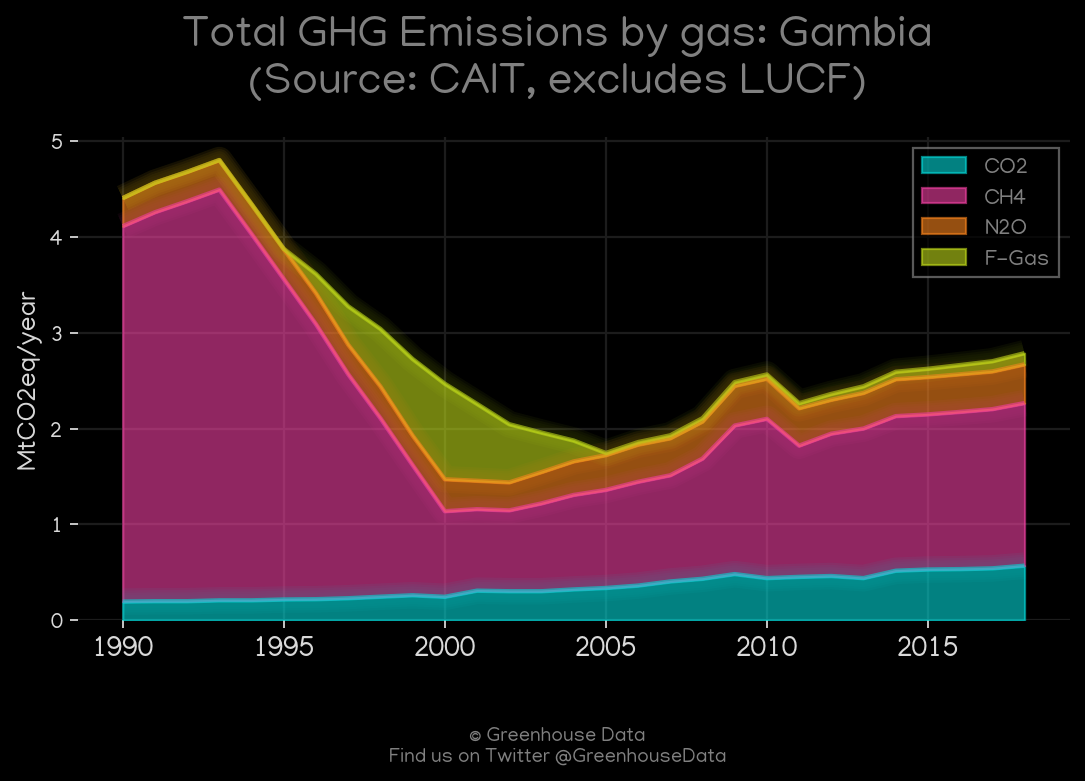 Total GHG Emissions by gas: Gambia
(Source: CAIT, excludes LUCF)
5
4
3
2
1
0
MtCO2eq/year
CO2
CH4
N2O
F-Gas
1990 1995 2000 2005 2010 2015
© Greenhouse Data
Find us on Twitter @GreenhouseData